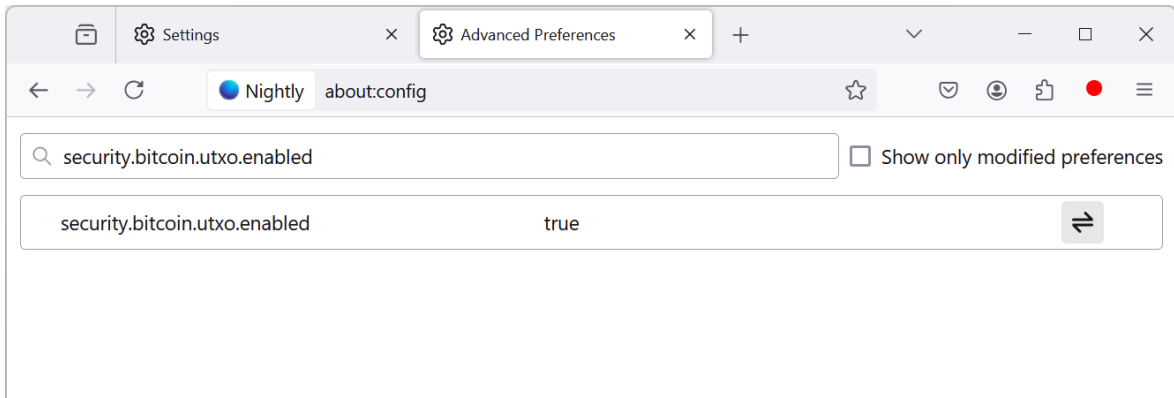 Settings
Advanced Preferences
Nightly about:config
security.bitcoin.utxo.enabled
Show only modified preferences
security.bitcoin.utxo.enabled true